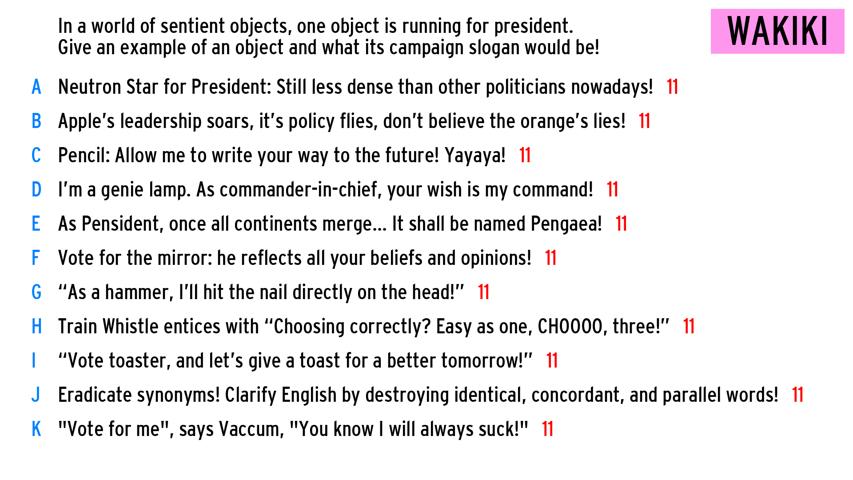 In a world of sentient objects, one object is running for president.
Give an example of an object and what its campaign slogan would be!
WAKIKI
A Neutron Star for President: Still less dense than other politicians nowadays! 11
B Apple's leadership soars, it's policy flies, don't believe the orange's lies! 11
C Pencil: Allow me to write your way to the future! Yayaya! 11
D I'm a genie lamp. As commander-in-chief, your wish is my command! 11
E As Pensident, once all continents merge... It shall be named Pengaea! 11
F Vote for the mirror: he reflects all your beliefs and opinions! 11
G “As a hammer, I'll hit the nail directly on the head!” 11
H Train Whistle entices with “Choosing correctly? Easy as one, CHOOOO, three!” 11
I “Vote toaster, and let's give a toast for a better tomorrow!” 11
J Eradicate synonyms! Clarify English by destroying identical, concordant, and parallel words! 11
K "Vote for me", says Vaccum, "You know I will always suck!" 11